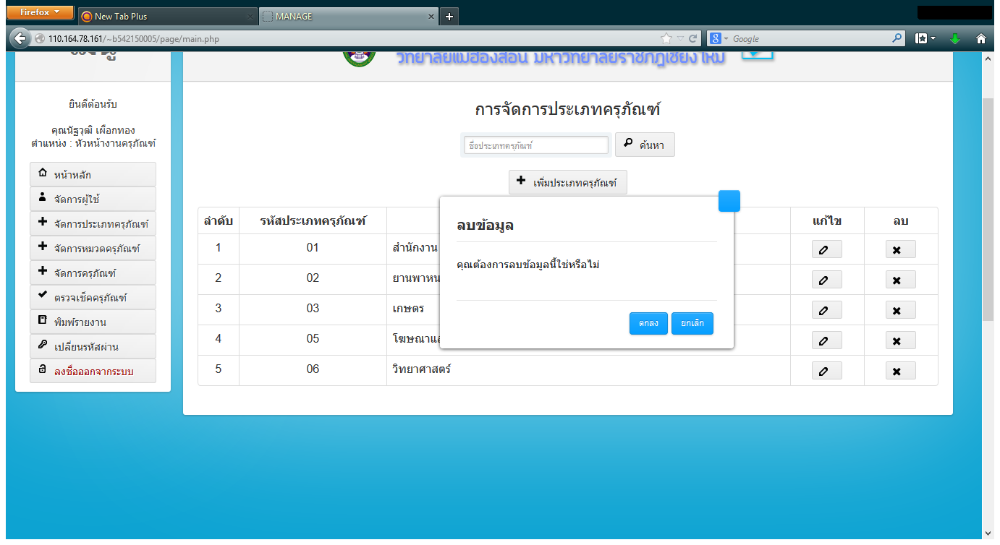 Firefox
New Tab Plus
MANAGE
110.164.78.161/~b542150005/page/main.php
Google
วิทยาลัยแม่ฮ่องสอน มหาวิทยาลัยราชภัฏเชียงใหม่
ยินดีต้อนรับ
คุณนัฐวุฒิ เผือกทอง
ตำแหน่ง : หัวหน้างานครุภัณฑ์
หน้าหลัก
จัดการผู้ใช้
จัดการประเภทครุภัณฑ์
จัดการหมวดครุภัณฑ์
จัดการครุภัณฑ์
ตรวจเช็คครุภัณฑ์
พิมพ์รายงาน
เปลี่ยนรหัสผ่าน
ลงชื่อออกจากระบบ
การจัดการประเภทครุภัณฑ์
ชื่อประเภทครุภัณฑ์ ค้นหา
เพิ่มประเภทครุภัณฑ์
ลำดับ รหัสประเภทครุภัณฑ์ แก้ไข ลบ
1 01 สำนักงาน
2 02 ยานพาหน
3 03 เกษตร
4 05 โฆษณาแล
5 06 วิทยาศาสตร์
ลบข้อมูล
คุณต้องการลบข้อมูลนี้ใช่หรือไม่
ตกลง ยกเลิก